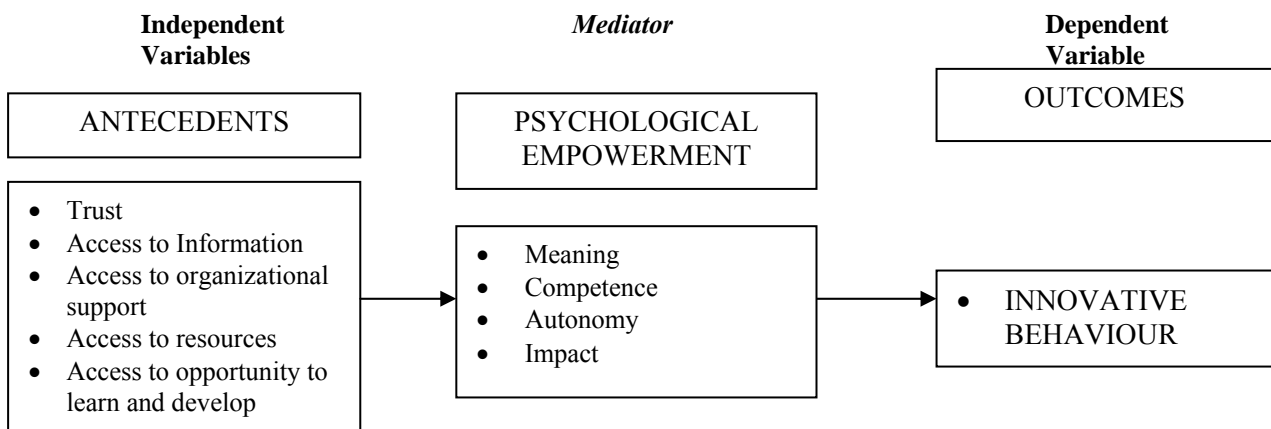 Independent
Variables
Mediator
Dependent
Variable
ANTECEDENTS
PSYCHOLOGICAL
EMPOWERMENT
OUTCOMES
• Trust
• Access to Information
• Access to organizational
support
• Access to resources
• Access to opportunity to
learn and develop
• Meaning
• Competence
• Autonomy
• Impact
• INNOVATIVE
BEHAVIOUR